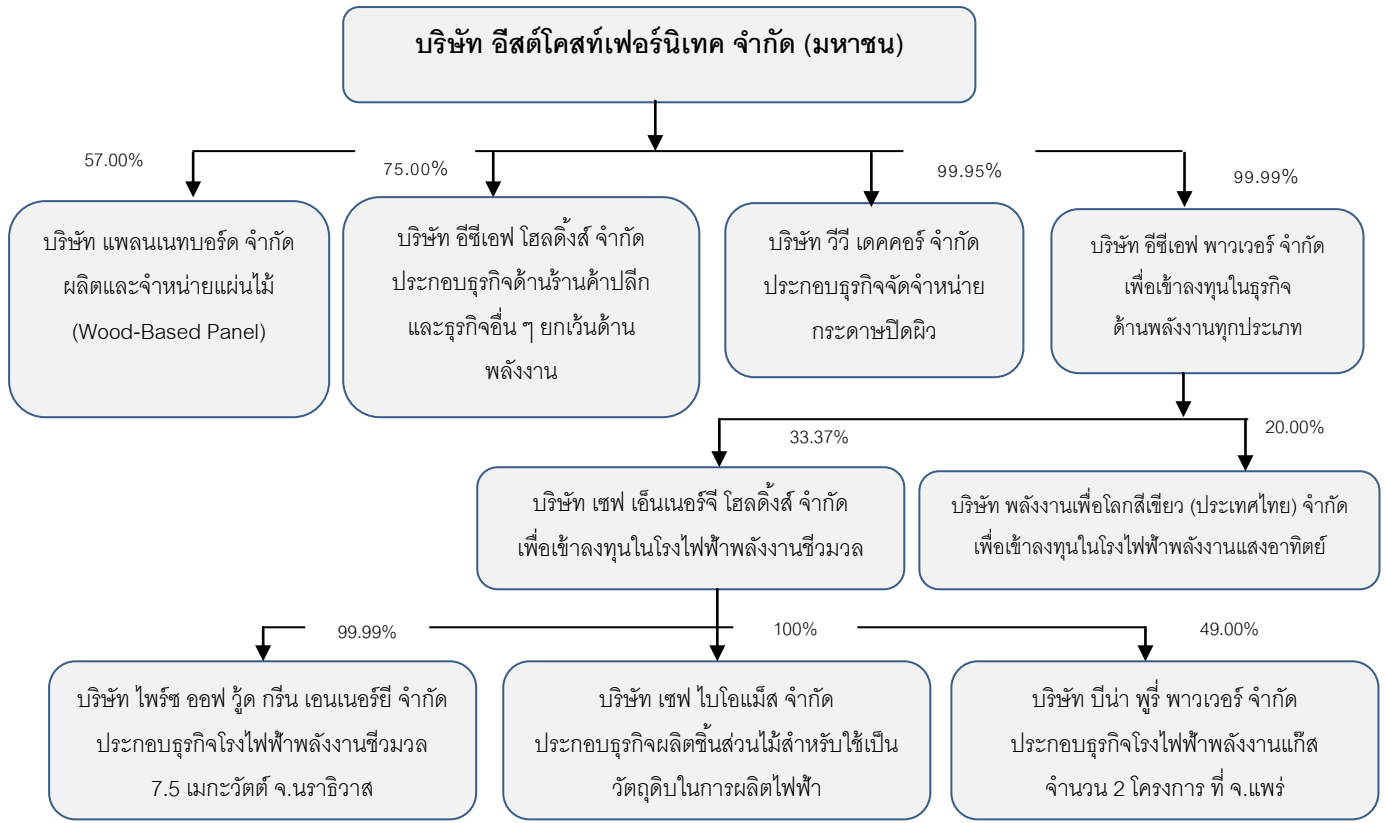 บริษัท อีสต์โคสท์เฟอร์นิเทค จำกัด (มหาชน)
57.00%
75.00%
99.95%
99.99%
บริษัท แพลนเนทบอร์ด จำกัด
ผลิตและจำหน่ายแผ่นไม้
(Wood-Based Panel)
บริษัท อีซีเอฟ โฮลดิ้งส์ จำกัด
ประกอบธุรกิจด้านร้านค้าปลีก
และธุรกิจอื่น ๆ ยกเว้นด้าน
พลังงาน
บริษัท วีวี เดคคอร์ จำกัด
ประกอบธุรกิจจัดจำหน่าย
กระดาษปิดผิว
บริษัท อีซีเอฟ พาวเวอร์ จำกัด
เพื่อเข้าลงทุนในธุรกิจ
ด้านพลังงานทุกประเภท
33.37%
20.00%
บริษัท เซฟ เอ็นเนอร์จี โฮลดิ้งส์ จำกัด
เพื่อเข้าลงทุนในโรงไฟฟ้าพลังงานชีวมวล
บริษัท พลังงานเพื่อโลกสีเขียว (ประเทศไทย) จำกัด
เพื่อเข้าลงทุนในโรงไฟฟ้าพลังงานแสงอาทิตย์
99.99%
100%
49.00%
บริษัท ไพร์ซ ออฟ วู้ด กรีน เอนเนอร์ยี จำกัด
ประกอบธุรกิจโรงไฟฟ้าพลังงานชีวมวล
7.5 เมกะวัตต์ จ.นราธิวาส
บริษัท เซฟ ไบโอแม็ส จำกัด
ประกอบธุรกิจผลิตชิ้นส่วนไม้สำหรับใช้เป็น
วัตถุดิบในการผลิตไฟฟ้า
บริษัท บีน่า พูรี่ พาวเวอร์ จำกัด
ประกอบธุรกิจโรงไฟฟ้าพลังงานแก๊ส
จำนวน 2 โครงการ ที่ จ.แพร่